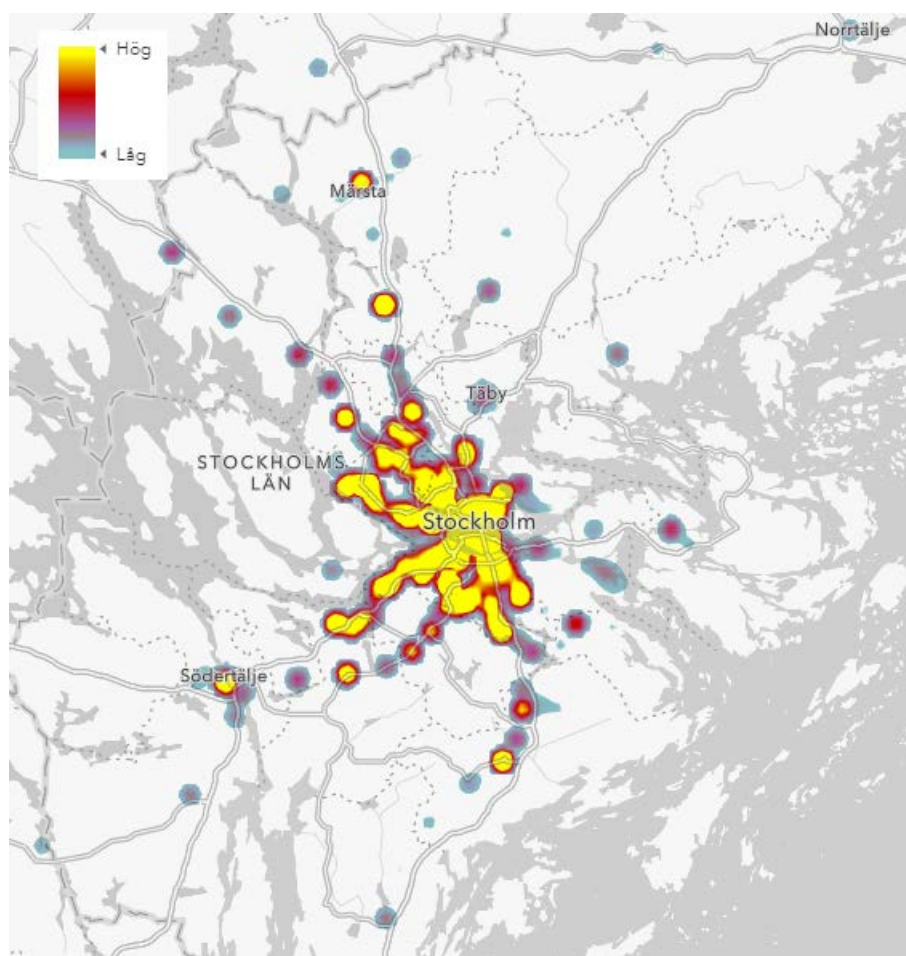 Hög
Låg
Norrtälje
Märsta
Täby
STOCKHOLMS
LÄN
Stockholm
Södertälje